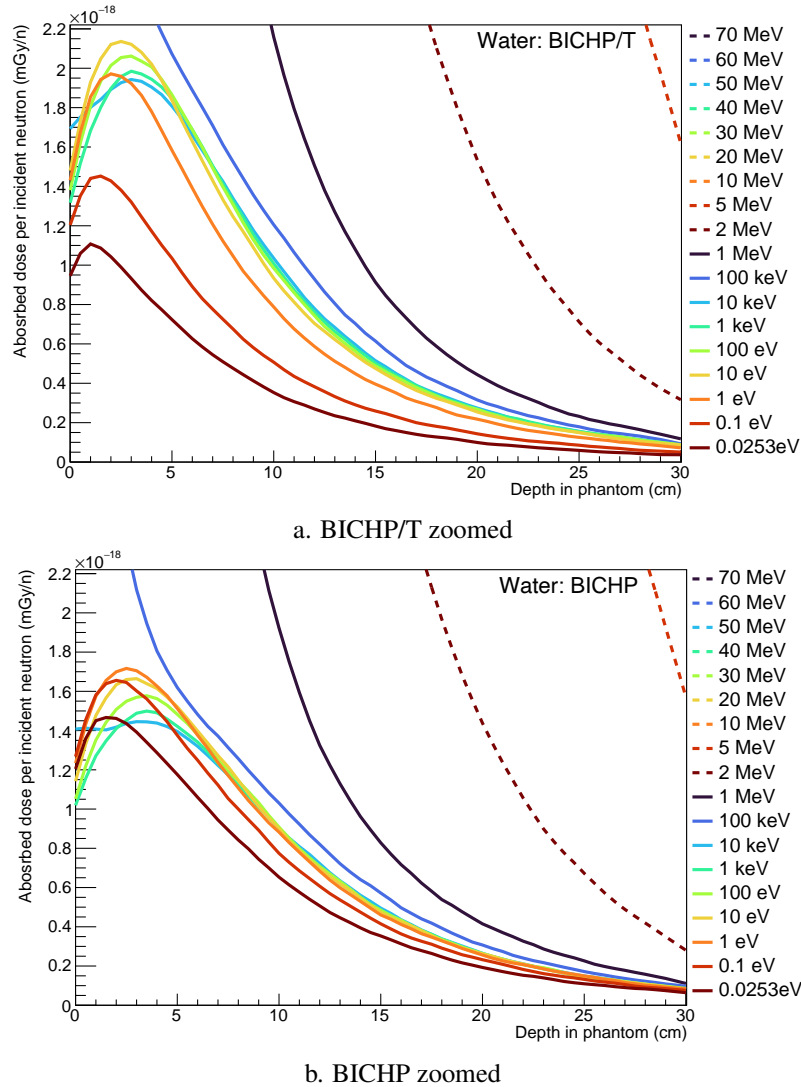 ×10⁻¹⁸
Water: BICHP/T
Abosrbed dose per incident neutron (mGy/n)
2.2
2
1.8
1.6
1.4
1.2
1
0.8
0.6
0.4
0.2
0
0 5 10 15 20 25 30
Depth in phantom (cm)
70 MeV
60 MeV
50 MeV
40 MeV
30 MeV
20 MeV
10 MeV
5 MeV
2 MeV
1 MeV
100 keV
10 keV
1 keV
100 eV
10 eV
1 eV
0.1 eV
0.0253eV
a. BICHP/T zoomed
×10⁻¹⁸
Water: BICHP
Abosrbed dose per incident neutron (mGy/n)
2.2
2
1.8
1.6
1.4
1.2
1
0.8
0.6
0.4
0.2
0
0 5 10 15 20 25 30
Depth in phantom (cm)
70 MeV
60 MeV
50 MeV
40 MeV
30 MeV
20 MeV
10 MeV
5 MeV
2 MeV
1 MeV
100 keV
10 keV
1 keV
100 eV
10 eV
1 eV
0.1 eV
0.0253eV
b. BICHP zoomed